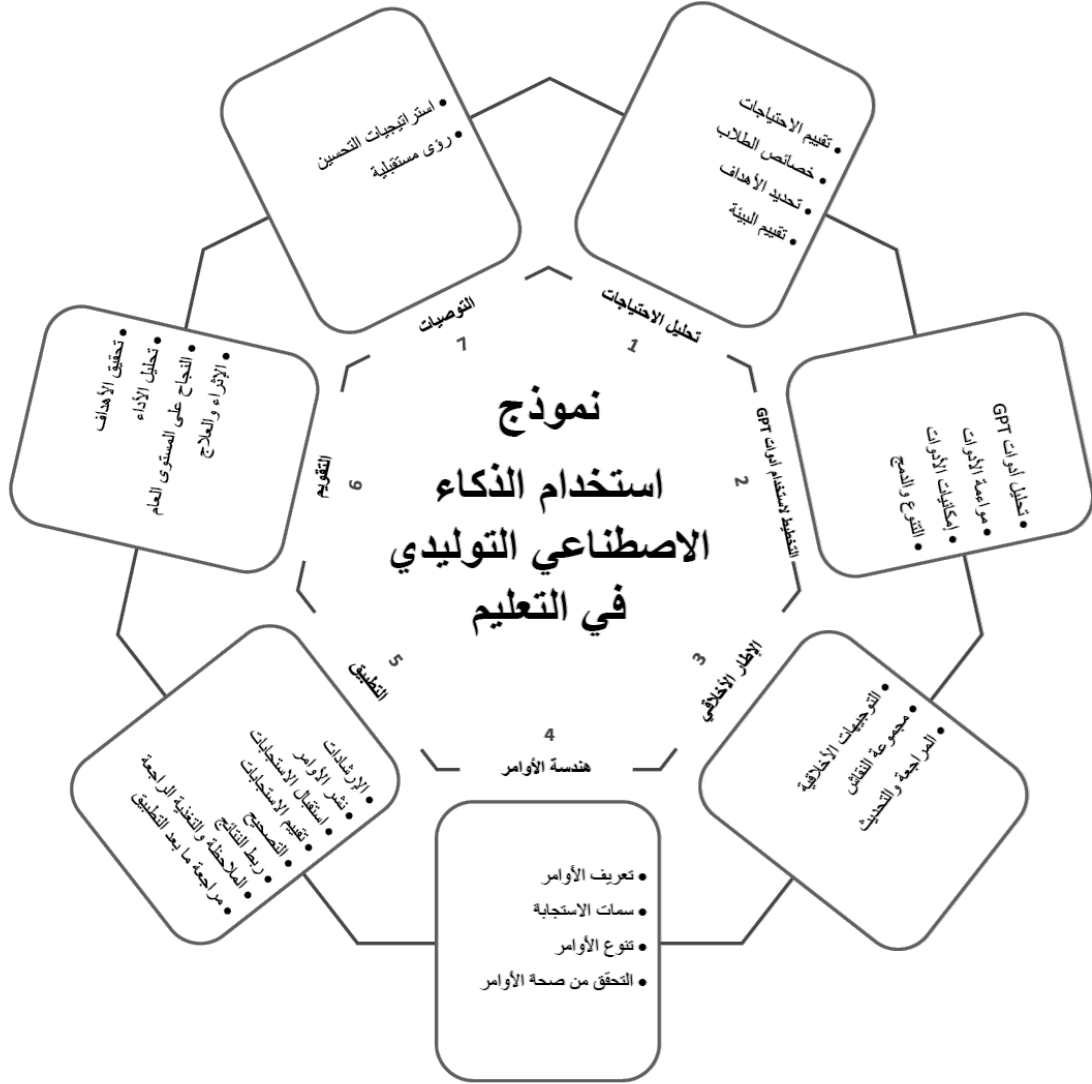 نموذج
استخدام الذكاء
الاصطناعي التوليدي
في التعليم
1
تحليل الاحتياجات
• تقييم الاحتياجات
• خصائص الطلاب
• تحديد الأهداف
• تقييم البيئة
2
التخطيط لاستخدام أدوات GPT
• تحليل أدوات GPT
• مواءمة الأدوات
• إمكانيات الأدوات
• التنوع والدمج
3
الإطار الأخلاقي
• التوجيهات الأخلاقية
• مجموعة النقاش
• المراجعة والتحديث
4
هندسة الأوامر
• تعريف الأوامر
• سمات الاستجابة
• تنوع الأوامر
• التحقق من صحة الأوامر
5
التطبيق
• الإرشادات
• نشر الأوامر
• استقبال الاستجابات
• تقييم الاستجابات
• التصحيح
• ربط النتائج
• الملاحظة والتغذية الراجعة
• مراجعة ما بعد التطبيق
6
التقويم
• تحقيق الأهداف
• تحليل الأداء
• النجاح على المستوى العام
• الإثراء والعلاج
7
التوصيات
• استراتيجيات التحسين
• رؤى مستقبلية